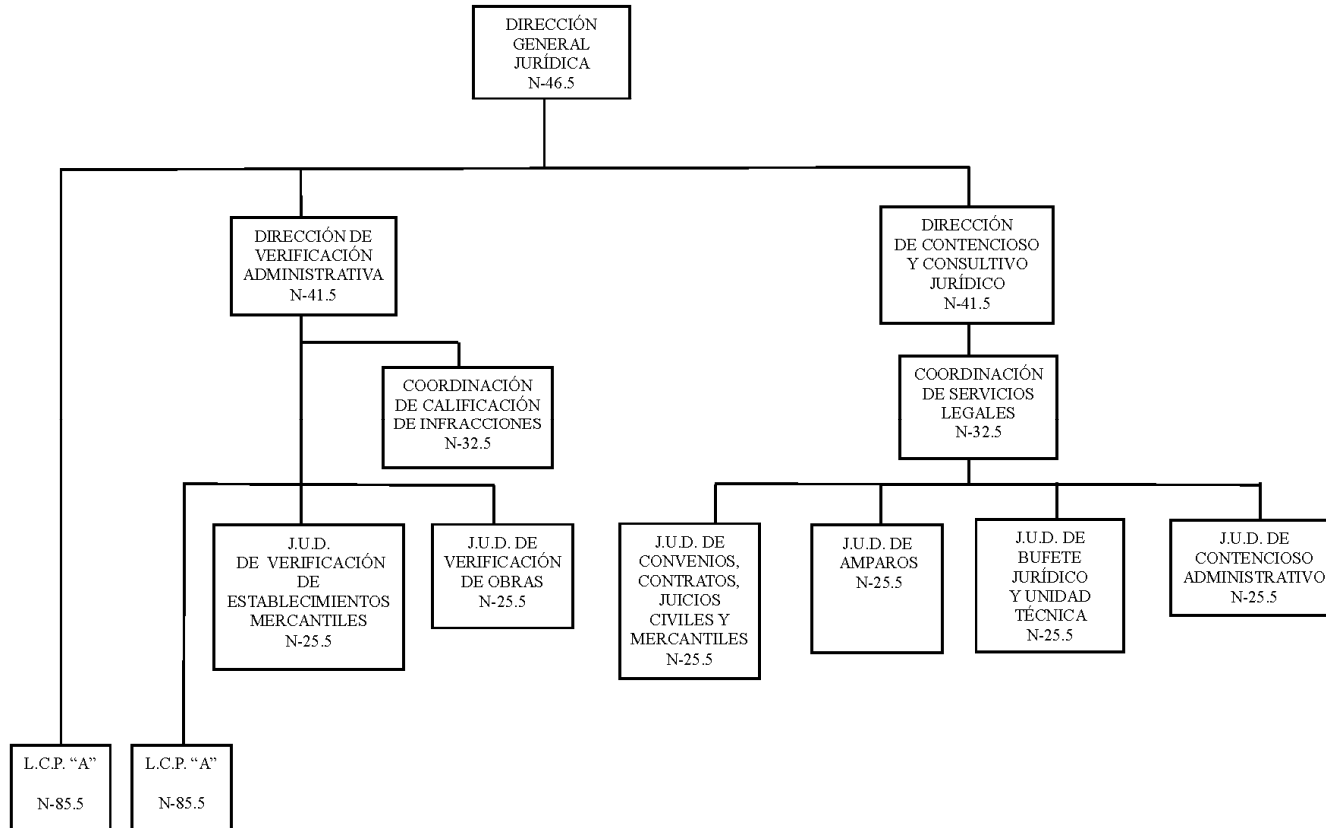 DIRECCIÓN
GENERAL
JURÍDICA
N-46.5
DIRECCIÓN DE
VERIFICACIÓN
ADMINISTRATIVA
N-41.5
DIRECCIÓN
DE CONTENCIOSO
Y CONSULTIVO
JURÍDICO
N-41.5
COORDINACIÓN
DE CALIFICACIÓN
DE INFRACCIONES
N-32.5
COORDINACIÓN
DE SERVICIOS
LEGALES
N-32.5
J.U.D.
DE VERIFICACIÓN
DE
ESTABLECIMIENTOS
MERCANTILES
N-25.5
J.U.D. DE
VERIFICACIÓN
DE OBRAS
N-25.5
J.U.D. DE
CONVENIOS,
CONTRATOS,
JUICIOS
CIVILES Y
MERCANTILES
N-25.5
J.U.D. DE
AMPAROS
N-25.5
J.U.D. DE
BUFETE
JURÍDICO
Y UNIDAD
TÉCNICA
N-25.5
J.U.D. DE
CONTENCIOSO
ADMINISTRATIVO
N-25.5
L.C.P. “A”
N-85.5
L.C.P. “A”
N-85.5